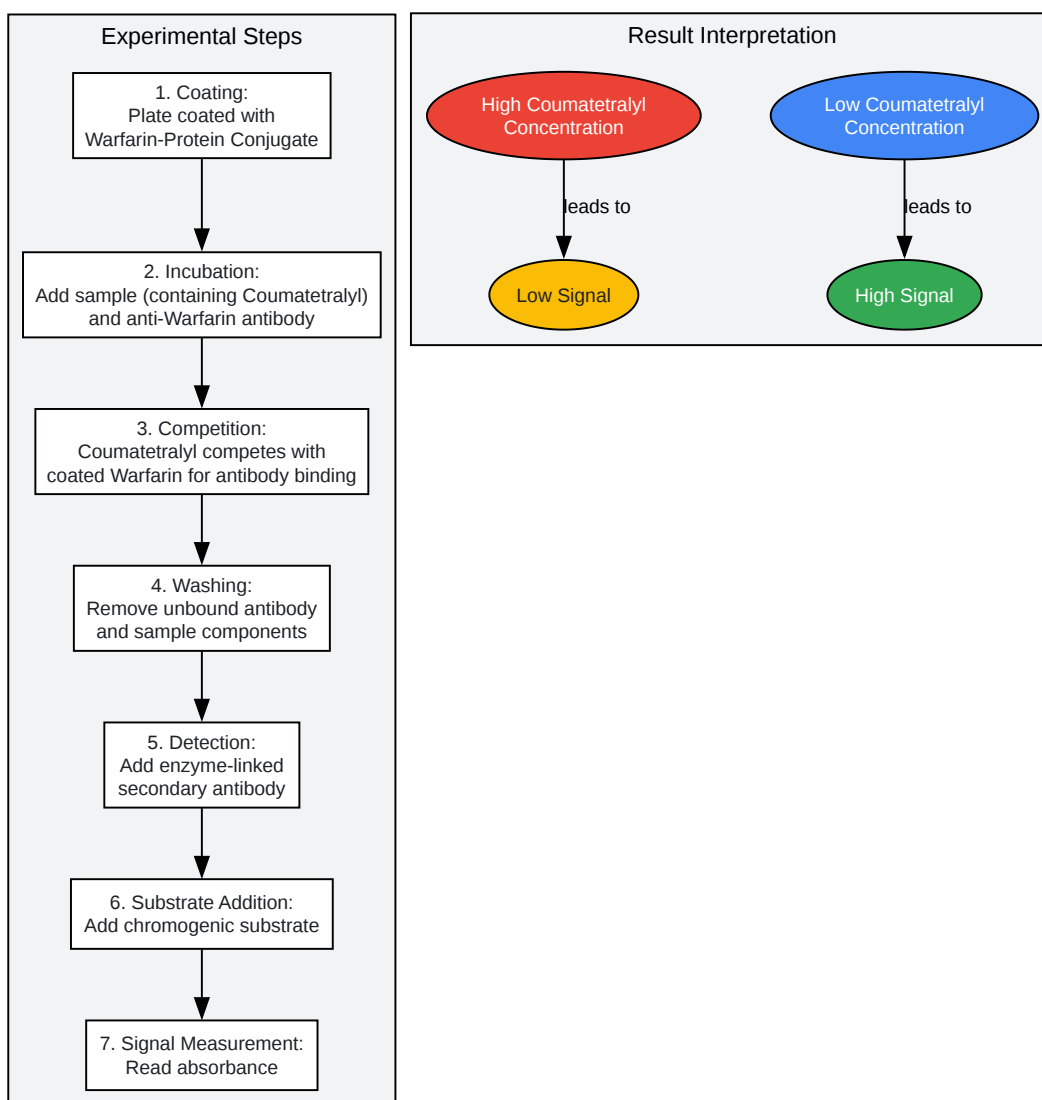 Experimental Steps
1. Coating:
Plate coated with
Warfarin-Protein Conjugate
2. Incubation:
Add sample (containing Coumatetralyl)
and anti-Warfarin antibody
3. Competition:
Coumatetralyl competes with
coated Warfarin for antibody binding
4. Washing:
Remove unbound antibody
and sample components
5. Detection:
Add enzyme-linked
secondary antibody
6. Substrate Addition:
Add chromogenic substrate
7. Signal Measurement:
Read absorbance
Result Interpretation
High Coumatetralyl
Concentration
leads to
Low Signal
Low Coumatetralyl
Concentration
leads to
High Signal